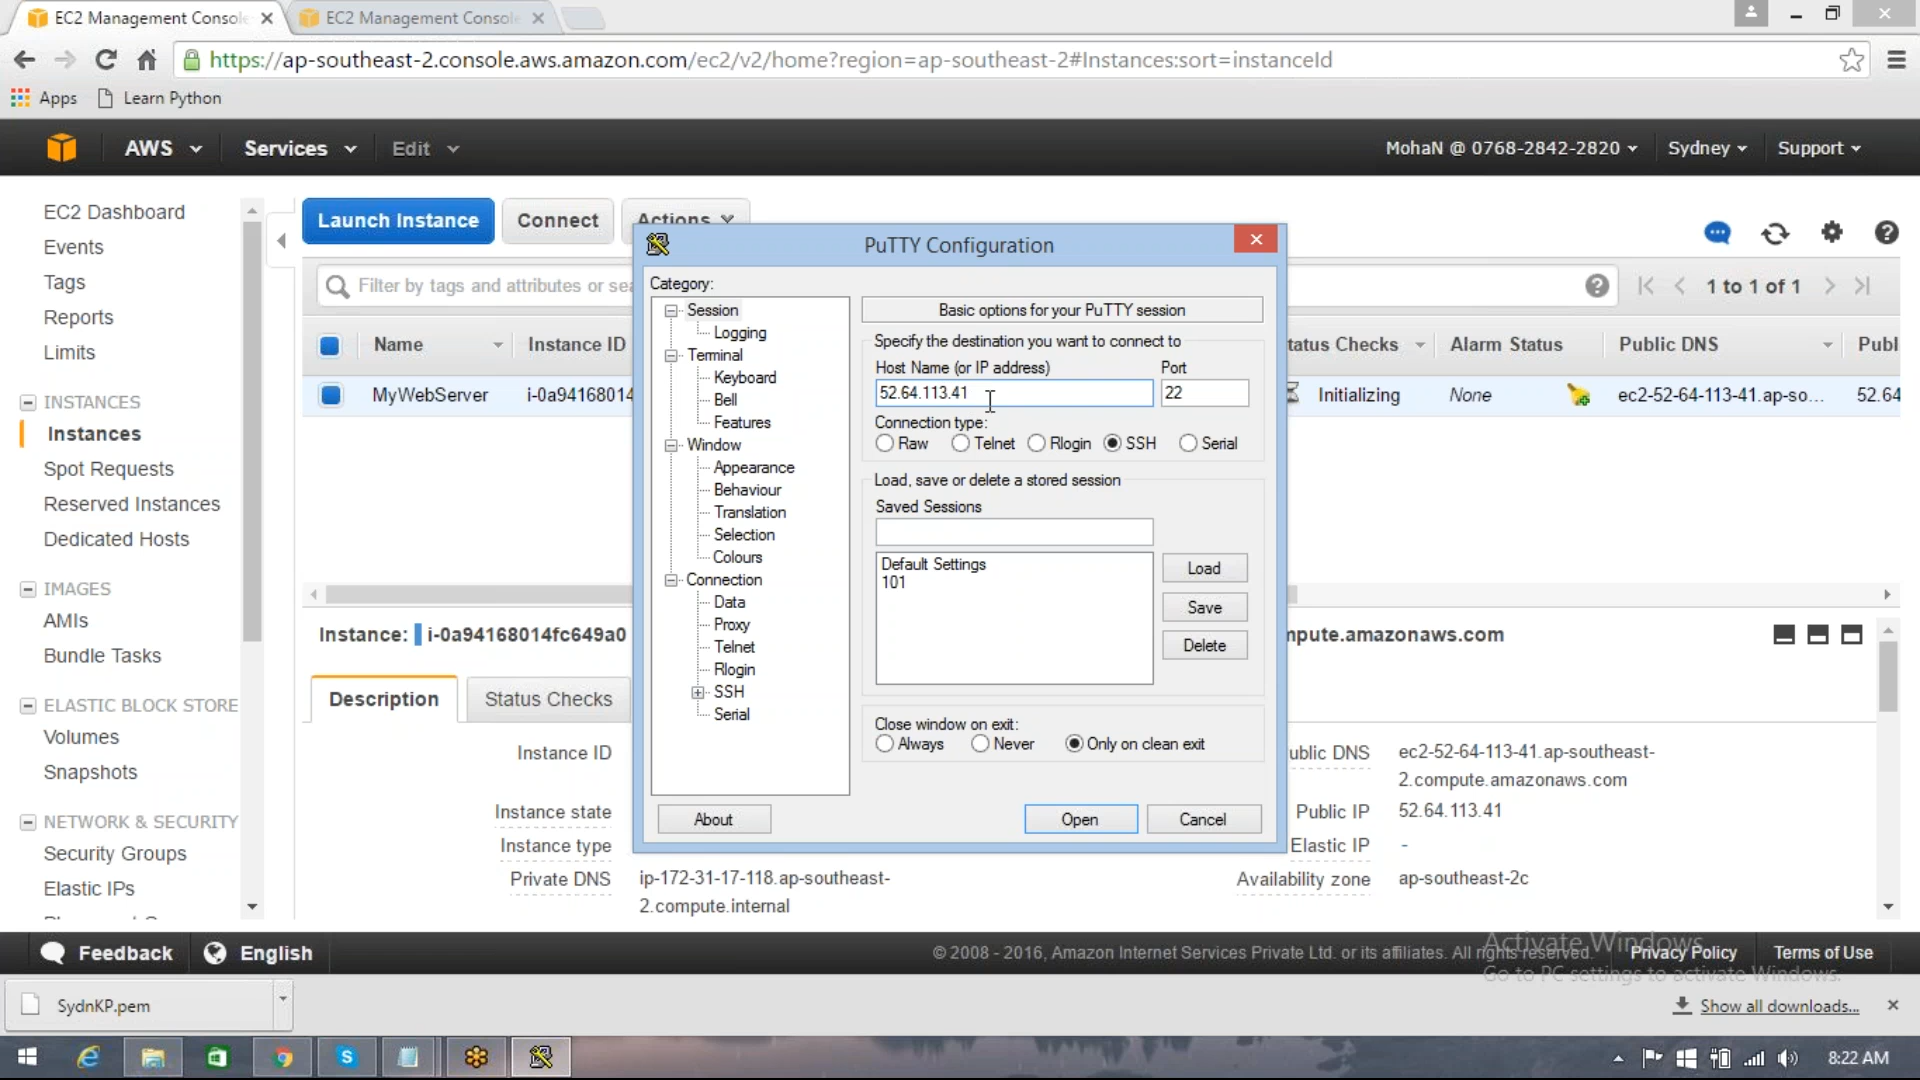 EC2 Management Console
EC2 Management Console
https://ap-southeast-2.console.aws.amazon.com/ec2/v2/home?region=ap-southeast-2#Instances:sort=instanceId
Apps
Learn Python
AWS
Services
Edit
MohaN @ 0768-2842-2820
Sydney
Support
EC2 Dashboard
Events
Tags
Reports
Limits
INSTANCES
Instances
Spot Requests
Reserved Instances
Dedicated Hosts
IMAGES
AMIs
Bundle Tasks
ELASTIC BLOCK STORE
Volumes
Snapshots
NETWORK & SECURITY
Security Groups
Elastic IPs
Launch Instance
Connect
Actions
Filter by tags and attributes or sea
1 to 1 of 1
Name
Instance ID
tatus Checks
Alarm Status
Public DNS
Publ
MyWebServer
i-0a94168014
Initializing
None
ec2-52-64-113-41.ap-so...
52.64
Instance:
i-0a94168014fc649a0
mpute.amazonaws.com
Description
Status Checks
Instance ID
Instance state
Instance type
Private DNS
ip-172-31-17-118.ap-southeast-
2.compute.internal
ublic DNS
ec2-52-64-113-41.ap-southeast-
2.compute.amazonaws.com
Public IP
52.64.113.41
Elastic IP
-
Availability zone
ap-southeast-2c
PuTTY Configuration
Category:
Session
Logging
Terminal
Keyboard
Bell
Features
Window
Appearance
Behaviour
Translation
Selection
Colours
Connection
Data
Proxy
Telnet
Rlogin
SSH
Serial
Basic options for your PuTTY session
Specify the destination you want to connect to
Host Name (or IP address)
Port
52.64.113.41
22
Connection type:
Raw
Telnet
Rlogin
SSH
Serial
Load, save or delete a stored session
Saved Sessions
Default Settings
101
Load
Save
Delete
Close window on exit:
Always
Never
Only on clean exit
About
Open
Cancel
Feedback
English
© 2008 - 2016, Amazon Internet Services Private Ltd. or its affiliates. All rights reserved.
Privacy Policy
Terms of Use
Activate Windows
Go to PC settings to activate Windows.
SydnKP.pem
Show all downloads...
8:22 AM